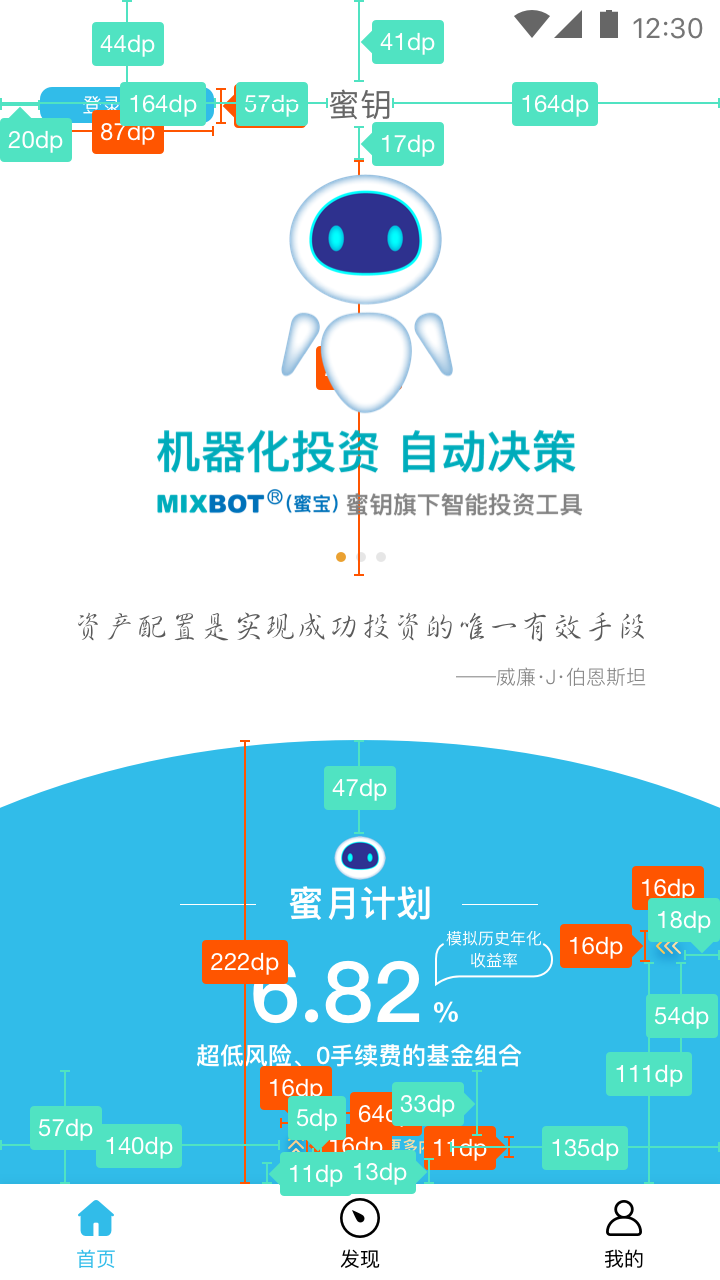 12:30
44dp
41dp
登录
164dp
57dp
蜜钥
164dp
20dp
87dp
17dp
机器化投资 自动决策
MIXBOT®(蜜宝) 蜜钥旗下智能投资工具
资产配置是实现成功投资的唯一有效手段
——威廉·J·伯恩斯坦
47dp
蜜月计划
16dp
18dp
模拟历史年化
收益率
16dp
222dp
6.82%
54dp
超低风险、0手续费的基金组合
111dp
16dp
5dp
64d
33dp
57dp
140dp
16dp
更多
11dp
135dp
11dp
13dp
首页
发现
我的